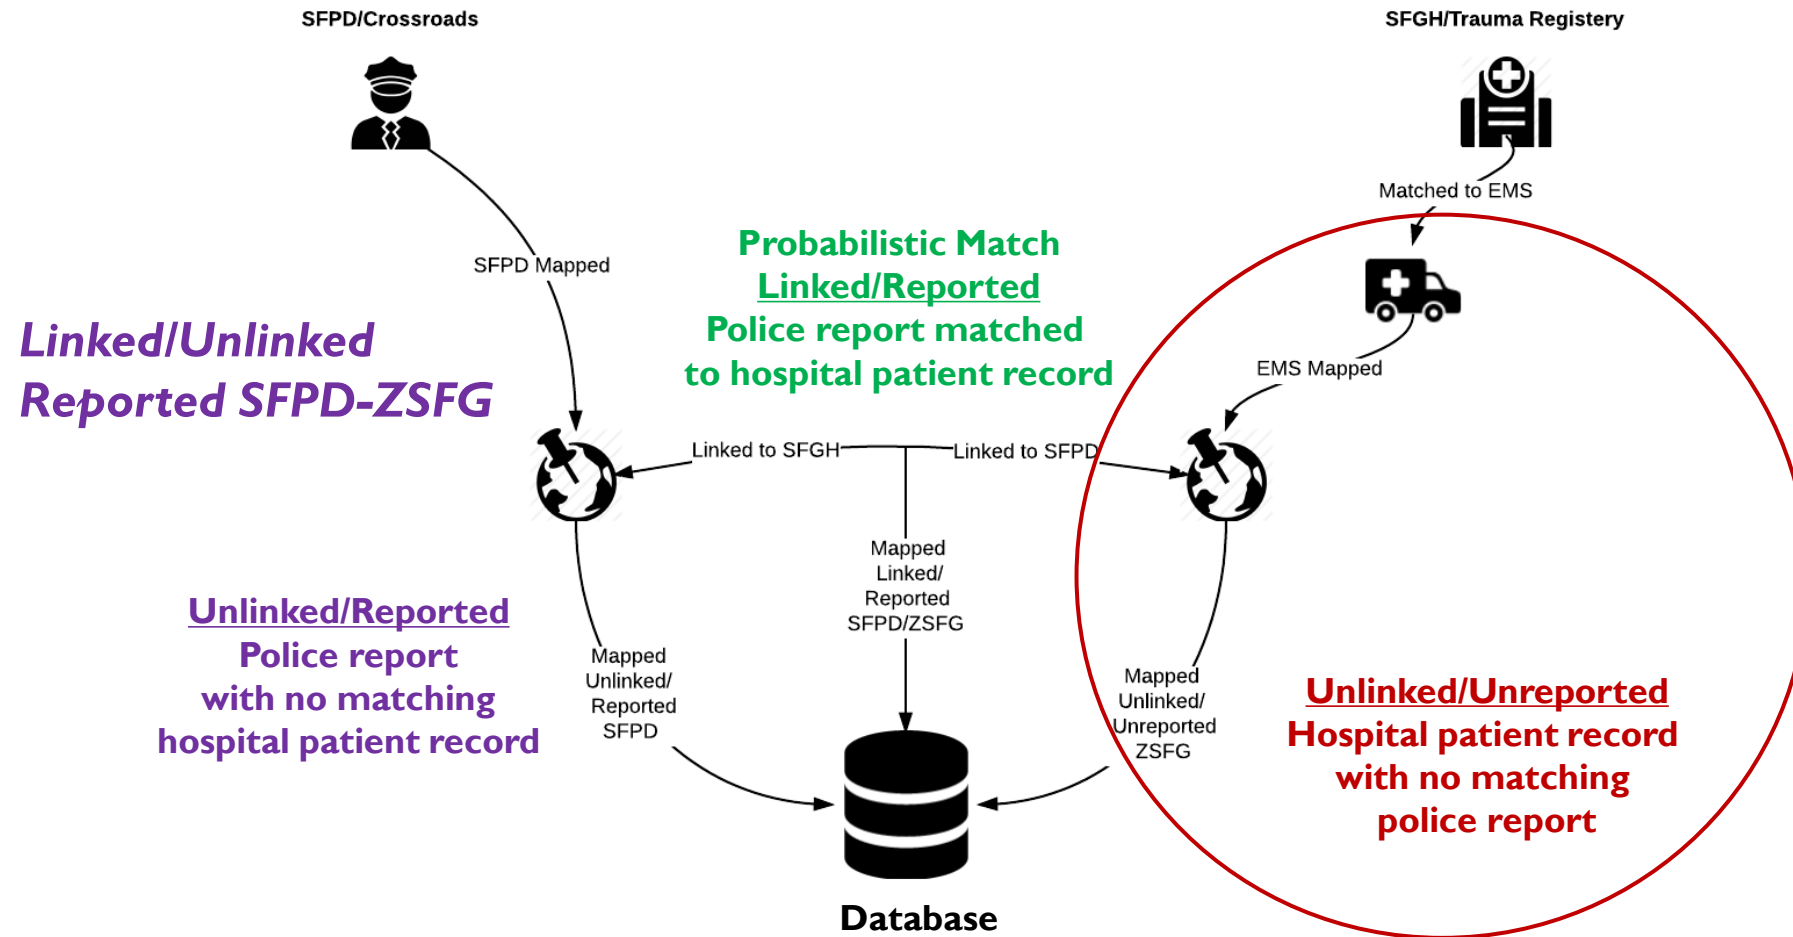 SFPD/Crossroads
SFGH/Trauma Registery
Matched to EMS
SFPD Mapped
Probabilistic Match
Linked/Reported
Police report matched
to hospital patient record
Linked/Unlinked
Reported SFPD-ZSFG
EMS Mapped
Linked to SFGH
Linked to SFPD
Mapped
Linked/
Reported
SFPD/ZSFG
Unlinked/Reported
Police report
with no matching
hospital patient record
Mapped
Unlinked/
Reported
SFPD
Mapped
Unlinked/
Unreported
ZSFG
Unlinked/Unreported
Hospital patient record
with no matching
police report
Database